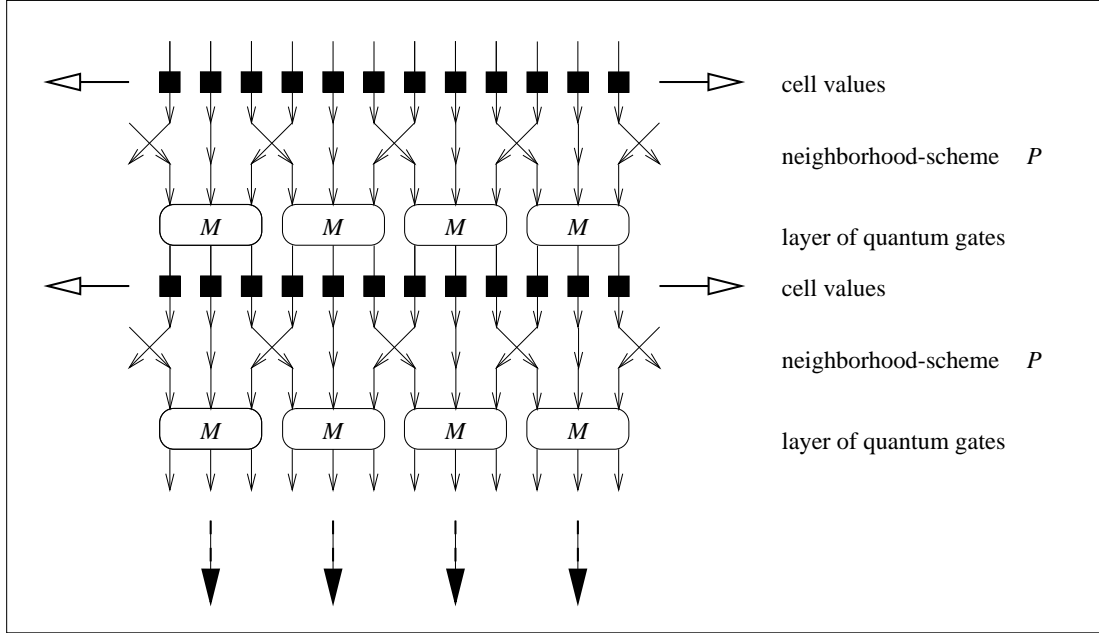 cell values
neighborhood-scheme P
M M M M
layer of quantum gates
cell values
neighborhood-scheme P
M M M M
layer of quantum gates